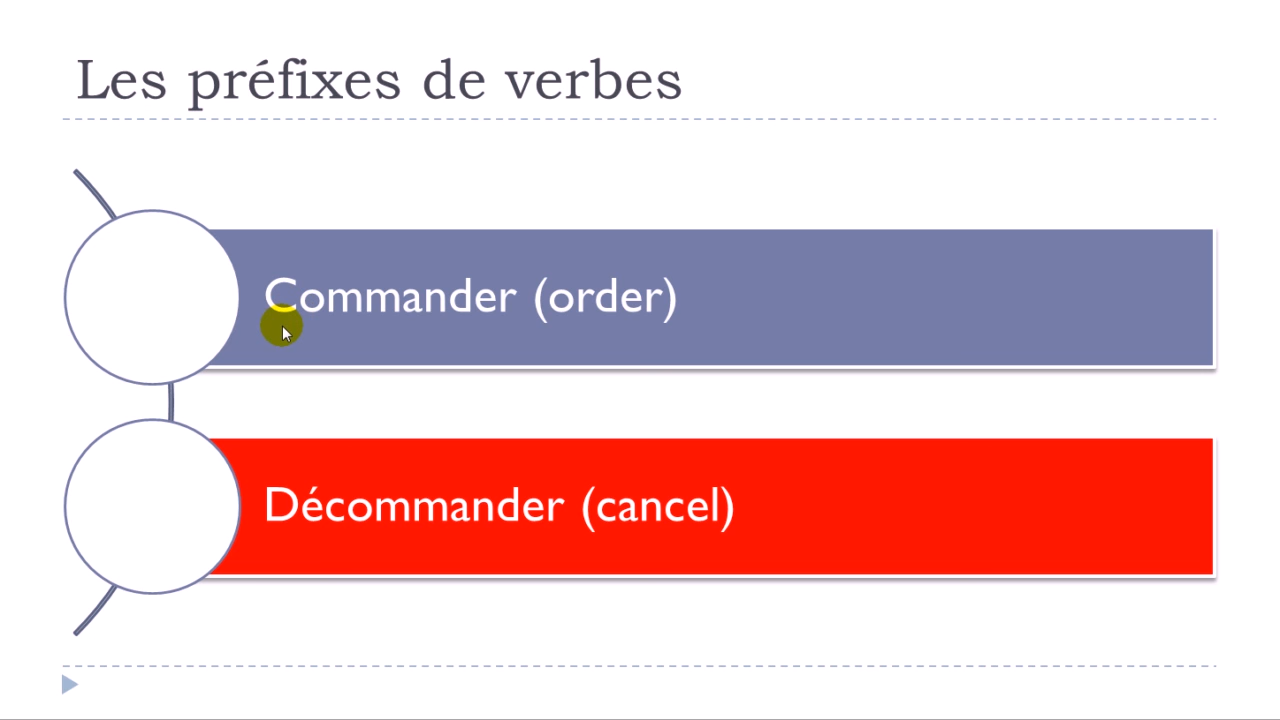 Les préfixes de verbes
Commander (order)
Décommander (cancel)